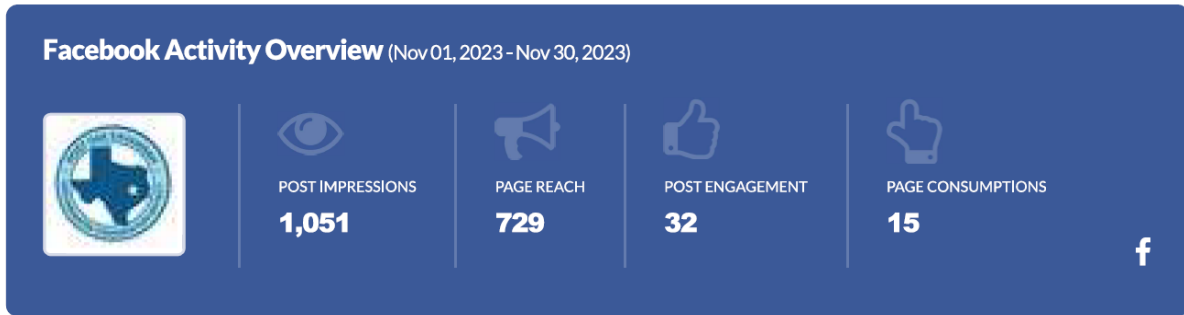 Facebook Activity Overview (Nov 01, 2023 - Nov 30, 2023)
POST IMPRESSIONS
1,051
PAGE REACH
729
POST ENGAGEMENT
32
PAGE CONSUMPTIONS
15